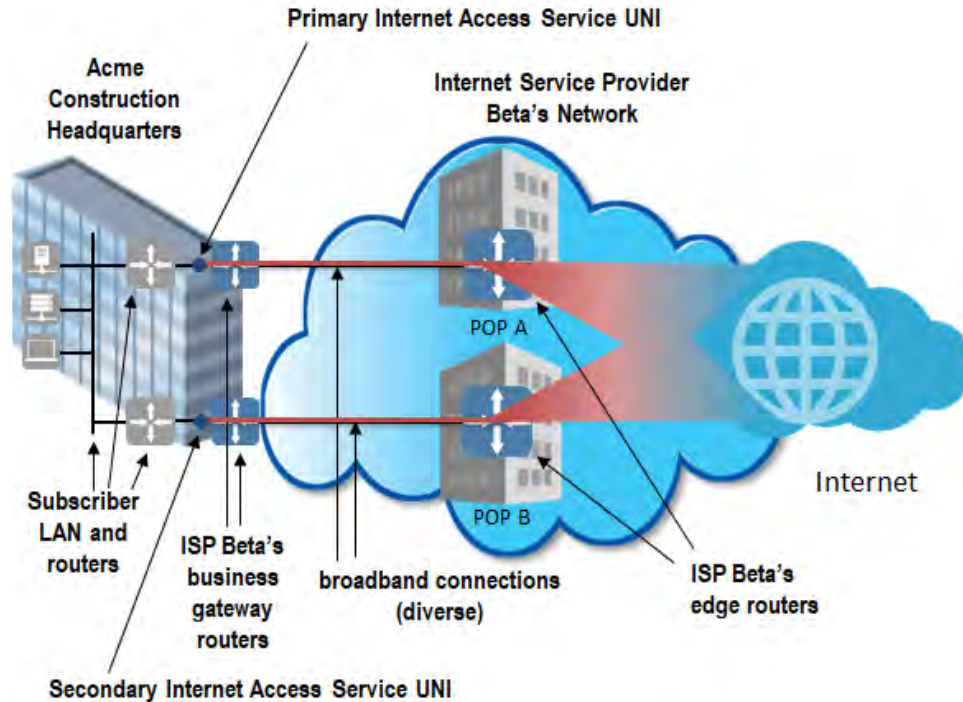 Primary Internet Access Service UNI
Acme
Construction
Headquarters
Internet Service Provider
Beta's Network
POP A
POP B
Internet
Subscriber
LAN and
routers
ISP Beta's
business
gateway
routers
broadband connections
(diverse)
ISP Beta's
edge routers
Secondary Internet Access Service UNI